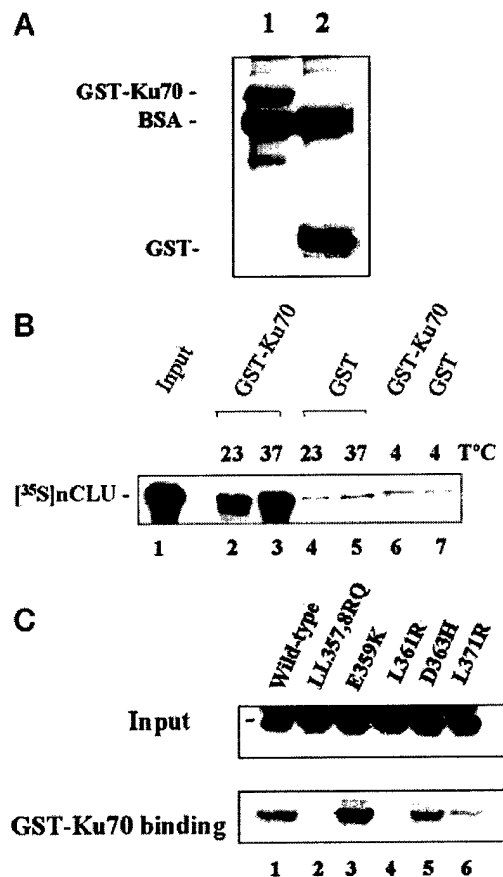 A
1 2
GST-Ku70 -
BSA -
GST-
B
Input GST-Ku70 GST GST-Ku70 GST
23 37 23 37 4 4 T°C
[³⁵S]nCLU -
1 2 3 4 5 6 7
C
Wild-type LL357,8RQ E359K L361R D363H L371R
Input -
GST-Ku70 binding
1 2 3 4 5 6